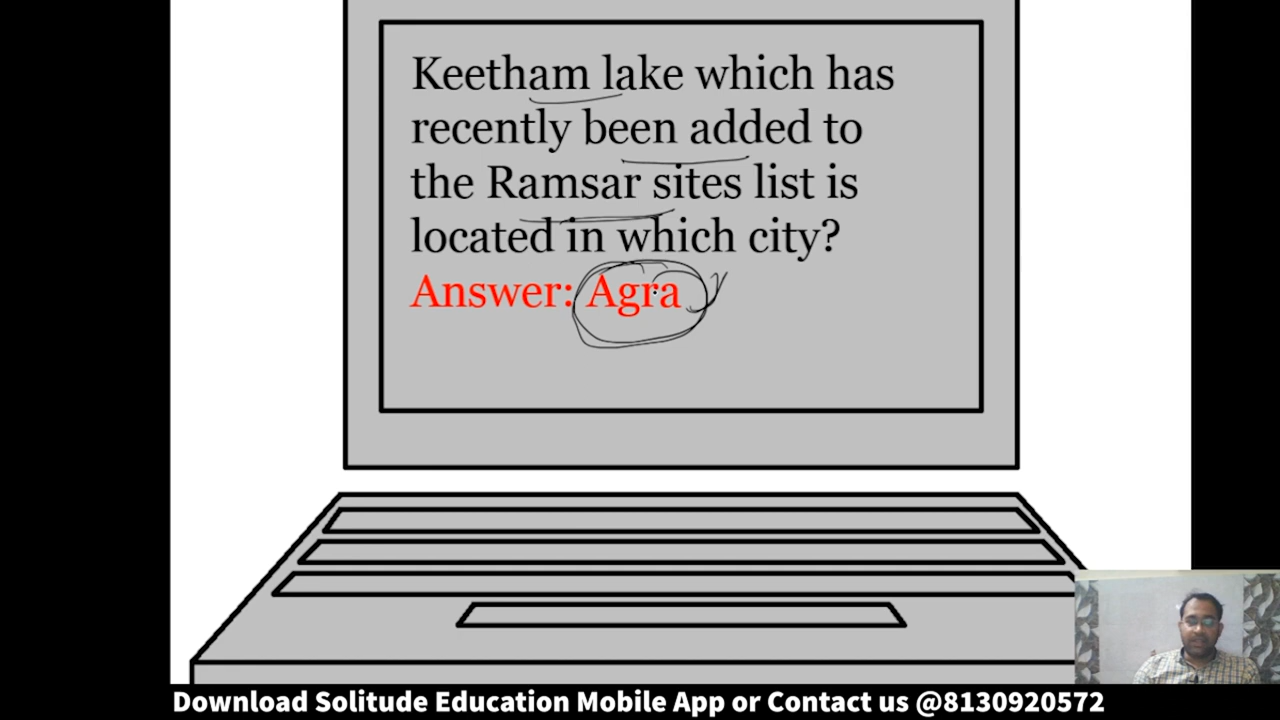 Keetham lake which has
recently been added to
the Ramsar sites list is
located in which city?
Answer: Agra
Download Solitude Education Mobile App or Contact us @8130920572